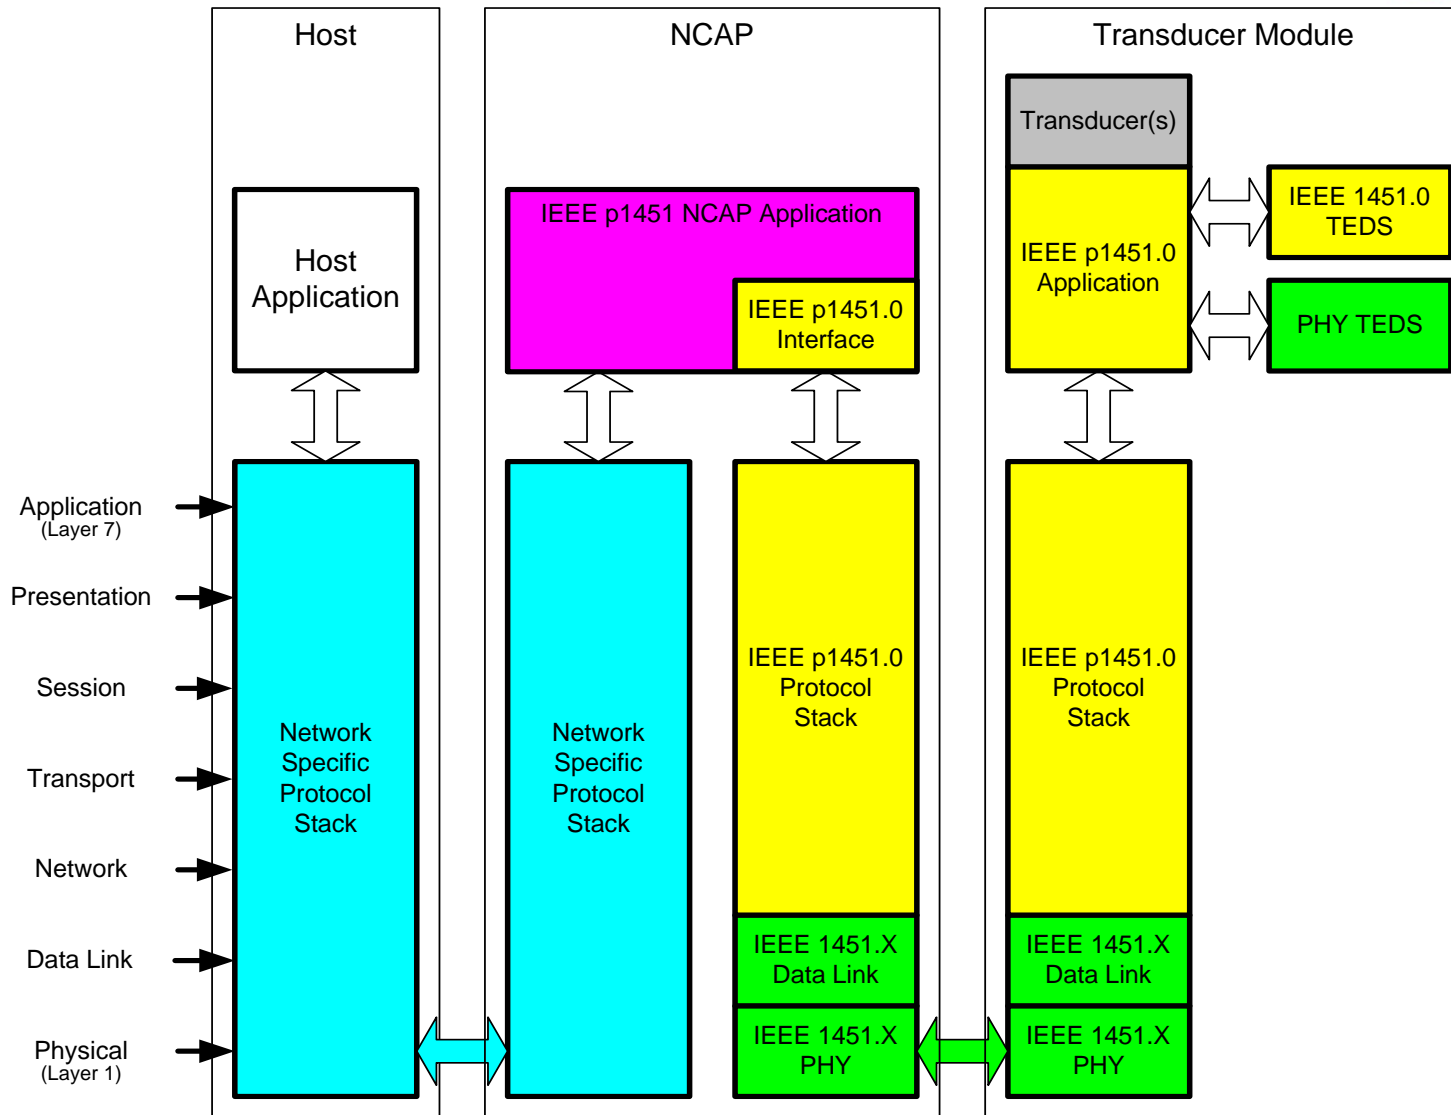 Host
NCAP
Transducer Module
Transducer(s)
Host
Application
IEEE p1451 NCAP Application
IEEE p1451.0
Interface
IEEE p1451.0
Application
IEEE 1451.0
TEDS
PHY TEDS
Application
(Layer 7)
Presentation
Session
Transport
Network
Data Link
Physical
(Layer 1)
Network
Specific
Protocol
Stack
Network
Specific
Protocol
Stack
IEEE p1451.0
Protocol
Stack
IEEE 1451.X
Data Link
IEEE 1451.X
PHY
IEEE p1451.0
Protocol
Stack
IEEE 1451.X
Data Link
IEEE 1451.X
PHY